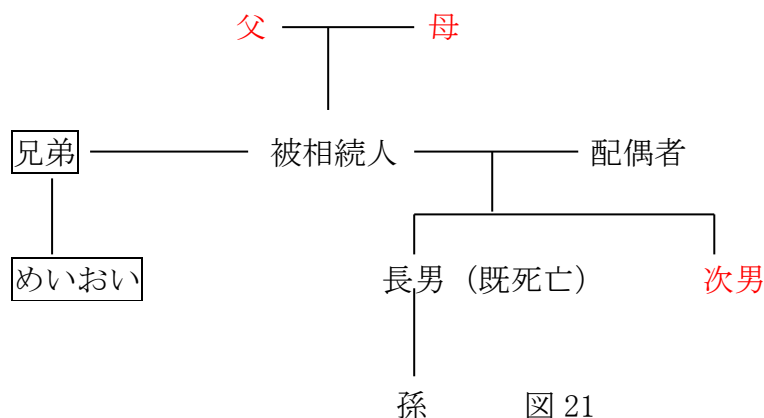 父 母
兄弟 被相続人 配偶者
めいおい 長男（既死亡） 次男
孫 図 21